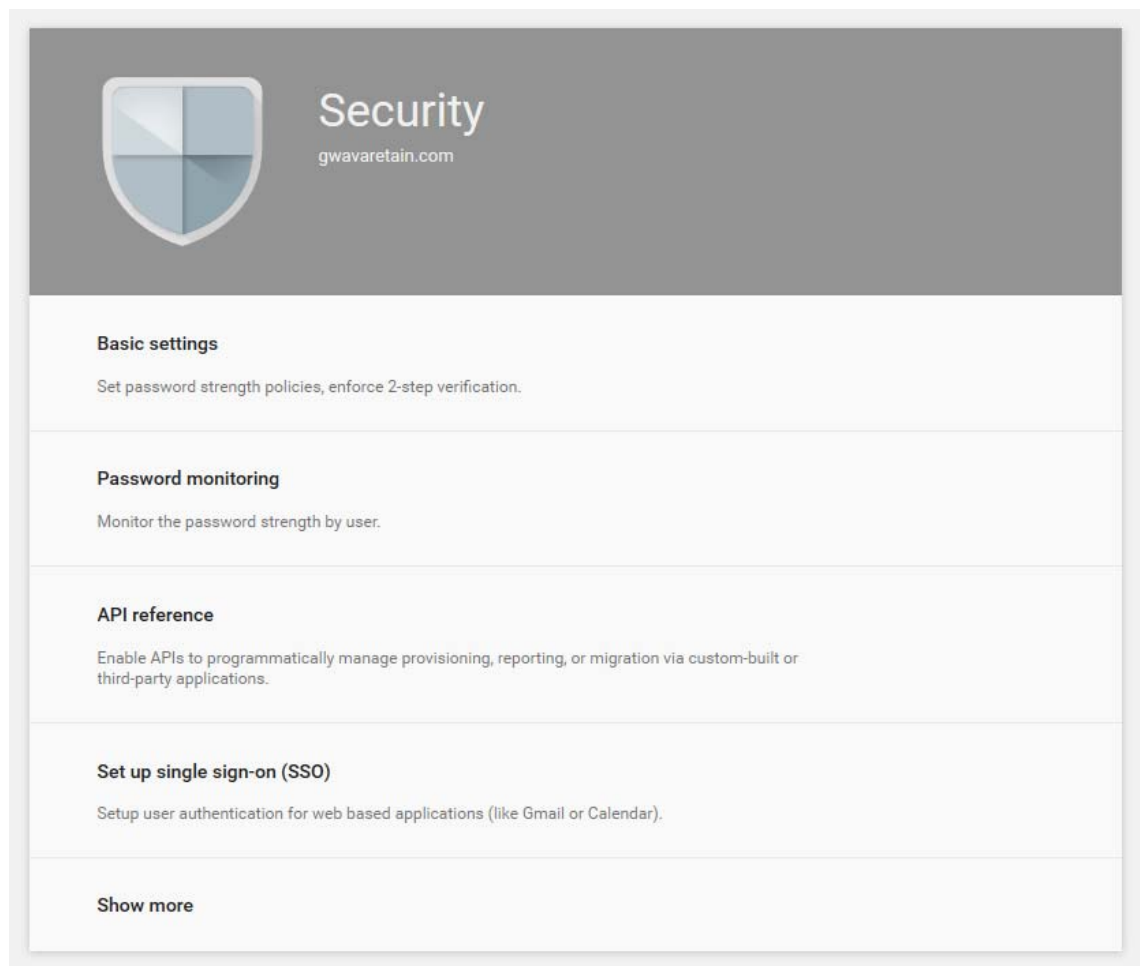 Security
gwavaretain.com
Basic settings
Set password strength policies, enforce 2-step verification.
Password monitoring
Monitor the password strength by user.
API reference
Enable APIs to programmatically manage provisioning, reporting, or migration via custom-built or
third-party applications.
Set up single sign-on (SSO)
Setup user authentication for web based applications (like Gmail or Calendar).
Show more